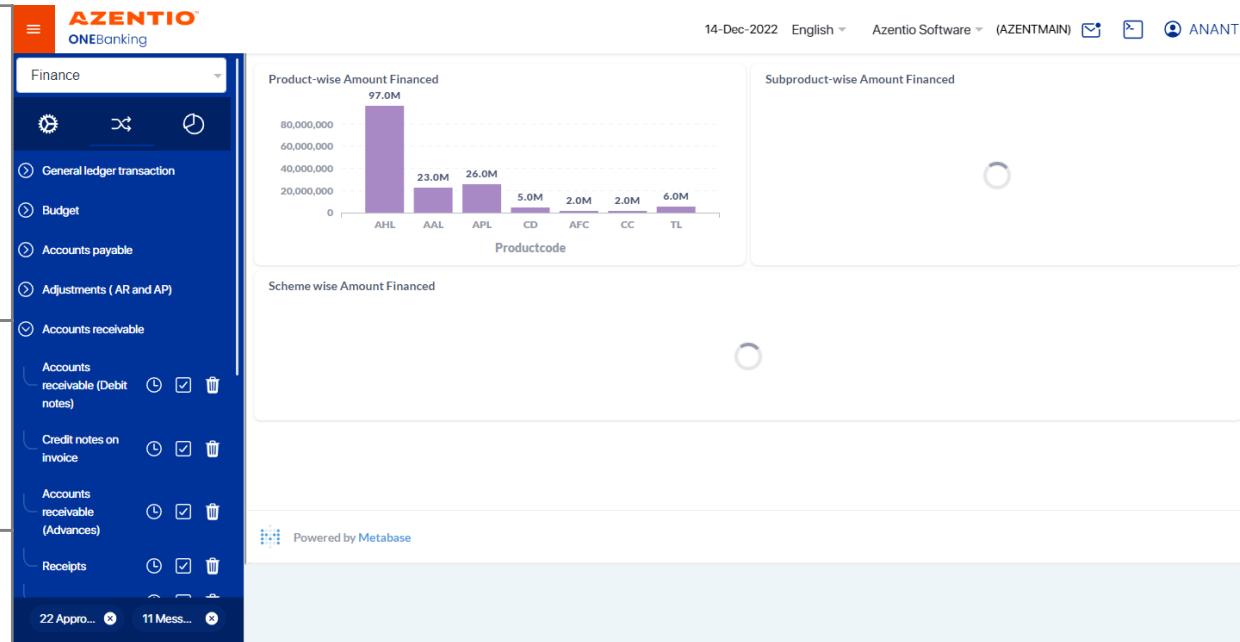 AZENTIO
ONEBanking
14-Dec-2022 English Azentio Software (AZENTMAIN) ANANT
Finance
General ledger transaction
Budget
Accounts payable
Adjustments ( AR and AP)
Accounts receivable
Accounts
receivable (Debit
notes)
Credit notes on
invoice
Accounts
receivable
(Advances)
Receipts
22 Appro...
11 Mess...
Product-wise Amount Financed
97.0M
80,000,000
60,000,000
40,000,000
20,000,000
0
23.0M
26.0M
5.0M
2.0M
2.0M
6.0M
AHL AAL APL CD AFC CC TL
Productcode
Subproduct-wise Amount Financed
Scheme wise Amount Financed
Powered by Metabase